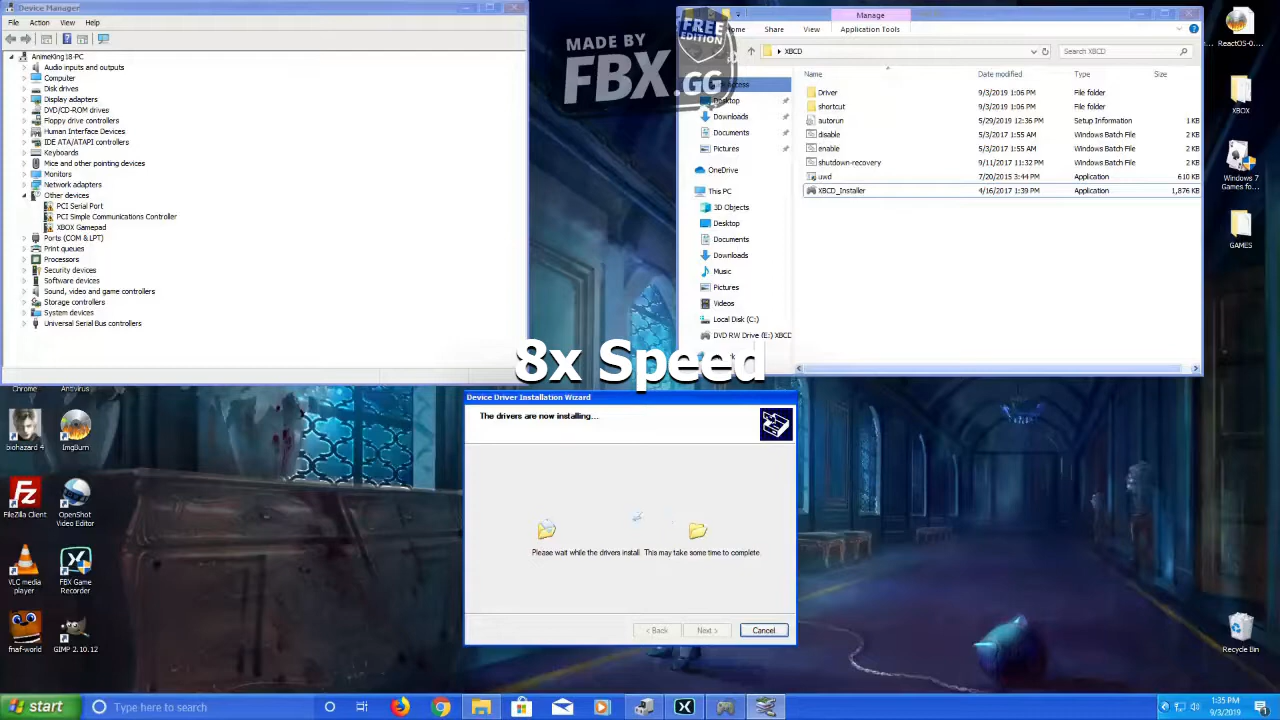 Device Manager
File Action View Help
AnimeKing18-PC
Audio inputs and outputs
Computer
Disk drives
Display adapters
DVD/CD-ROM drives
Floppy drive controllers
Human Interface Devices
IDE ATA/ATAPI controllers
Keyboards
Mice and other pointing devices
Monitors
Network adapters
Other devices
PCI Serial Port
PCI Simple Communications Controller
XBOX Gamepad
Ports (COM & LPT)
Print queues
Processors
Security devices
Software devices
Sound, video and game controllers
Storage controllers
System devices
Universal Serial Bus controllers
MADE BY
FBX.GG
FREE
EDITION
Manage
Share View Application Tools
XBCD
Search XBCD
Desktop
Downloads
Documents
Pictures
OneDrive
This PC
3D Objects
Desktop
Documents
Downloads
Music
Pictures
Videos
Local Disk (C:)
DVD RW Drive (E:) XBCD
Name Date modified Type Size
Driver 9/3/2019 1:06 PM File folder
shortcut 9/3/2019 1:06 PM File folder
autorun 5/29/2019 12:36 PM Setup Information 1 KB
disable 5/3/2017 1:55 AM Windows Batch File 2 KB
enable 5/3/2017 1:55 AM Windows Batch File 2 KB
shutdown-recovery 9/11/2017 11:32 PM Windows Batch File 2 KB
uwd 7/20/2015 3:44 PM Application 610 KB
XBCD_Installer 4/16/2017 1:39 PM Application 1,876 KB
ReactOS-0....
XBOX
Windows 7
Games fo...
GAMES
8x Speed
Chrome
Antivirus
biohazard 4
ImgBurn
FileZilla Client
OpenShot
Video Editor
VLC media
player
FBX Game
Recorder
fnaf-world
GIMP 2.10.12
Device Driver Installation Wizard
The drivers are now installing...
Please wait while the drivers install. This may take some time to complete.
< Back Next > Cancel
Recycle Bin
start
Type here to search
1:35 PM
9/3/2019